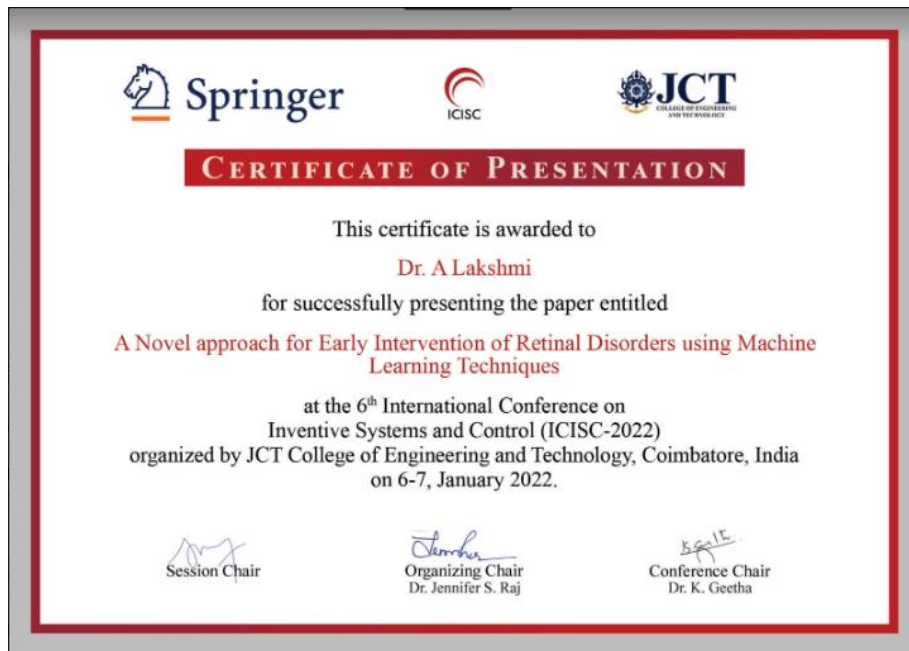 Springer
ICISC
JCT
COLLEGE OF ENGINEERING
AND TECHNOLOGY
CERTIFICATE OF PRESENTATION
This certificate is awarded to
Dr. A Lakshmi
for successfully presenting the paper entitled
A Novel approach for Early Intervention of Retinal Disorders using Machine
Learning Techniques
at the 6th International Conference on
Inventive Systems and Control (ICISC-2022)
organized by JCT College of Engineering and Technology, Coimbatore, India
on 6-7, January 2022.
Session Chair
Organizing Chair
Dr. Jennifer S. Raj
Conference Chair
Dr. K. Geetha